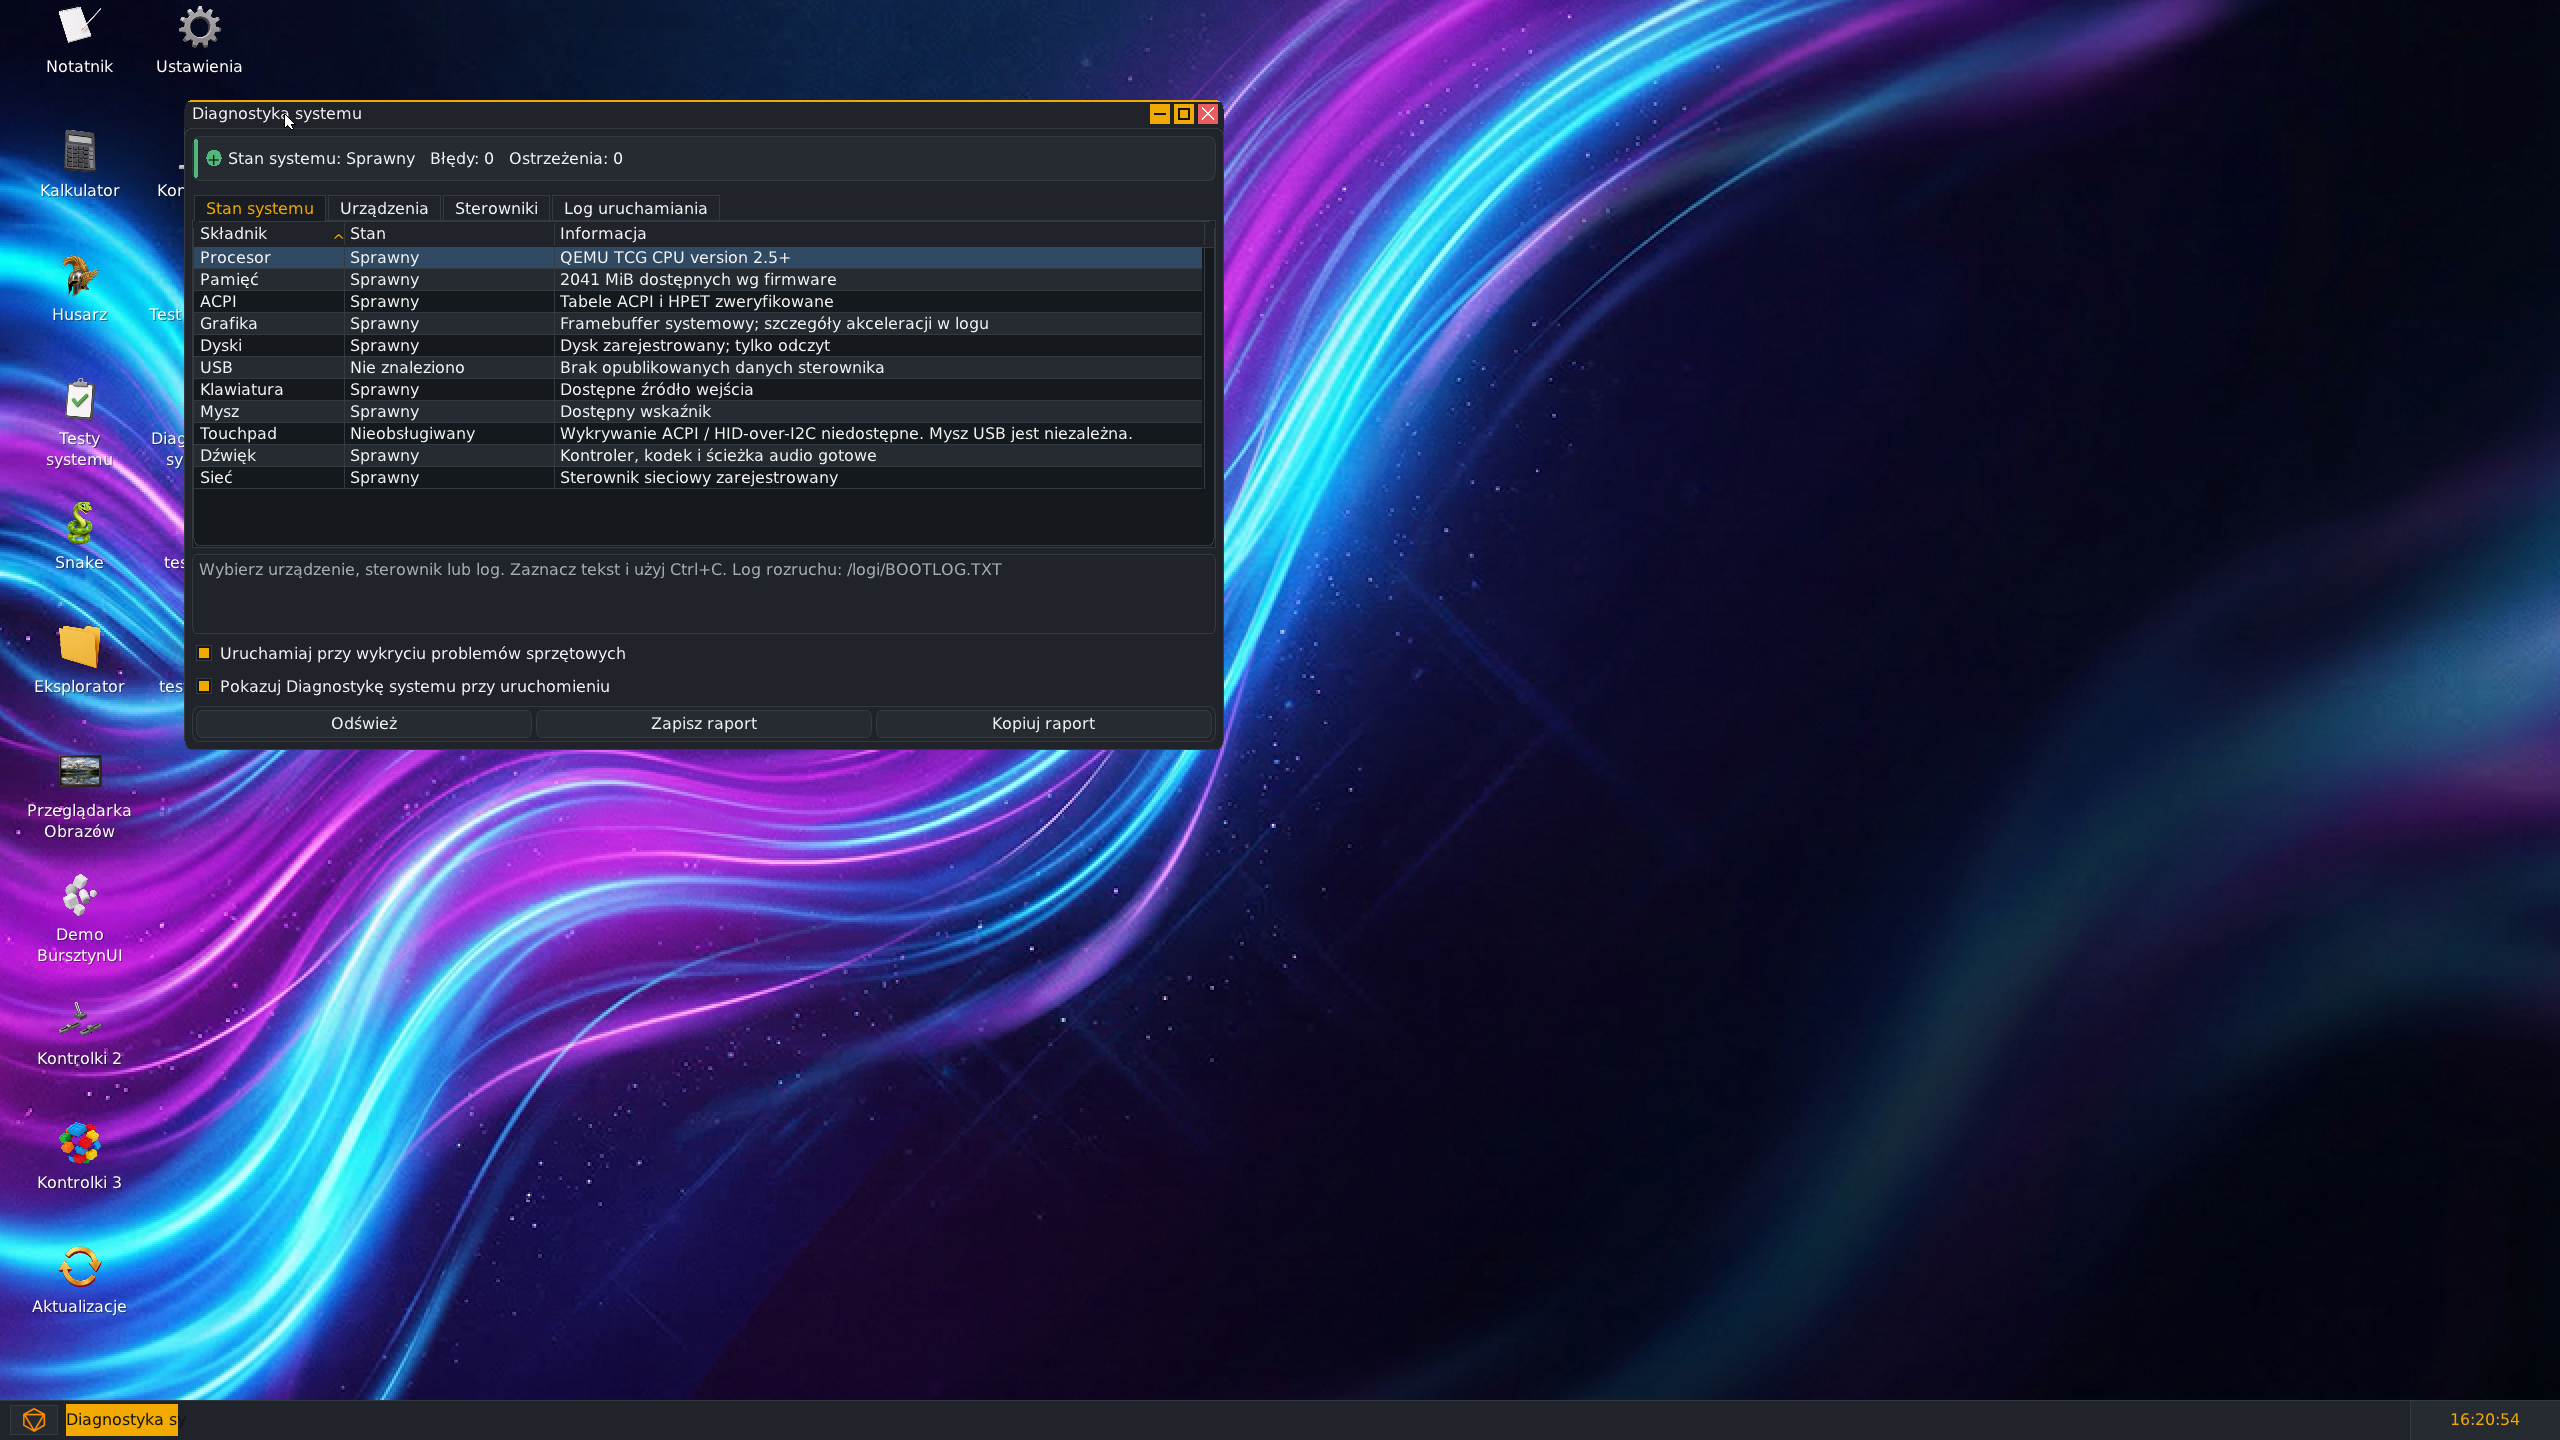 Notatnik
Ustawienia
Kalkulator
Kor
Husarz
Test
Testy
systemu
Diag
sy
Snake
tes
Eksplorator
tes
Przeglądarka
Obrazów
Demo
BursztynUI
Kontrolki 2
Kontrolki 3
Aktualizacje
Diagnostyka systemu
Stan systemu: Sprawny Błędy: 0 Ostrzeżenia: 0
Stan systemu Urządzenia Sterowniki Log uruchamiania
Składnik Stan Informacja
Procesor Sprawny QEMU TCG CPU version 2.5+
Pamięć Sprawny 2041 MiB dostępnych wg firmware
ACPI Sprawny Tabele ACPI i HPET zweryfikowane
Grafika Sprawny Framebuffer systemowy; szczegóły akceleracji w logu
Dyski Sprawny Dysk zarejestrowany; tylko odczyt
USB Nie znaleziono Brak opublikowanych danych sterownika
Klawiatura Sprawny Dostępne źródło wejścia
Mysz Sprawny Dostępny wskaźnik
Touchpad Nieobsługiwany Wykrywanie ACPI / HID-over-I2C niedostępne. Mysz USB jest niezależna.
Dźwięk Sprawny Kontroler, kodek i ścieżka audio gotowe
Sieć Sprawny Sterownik sieciowy zarejestrowany
Wybierz urządzenie, sterownik lub log. Zaznacz tekst i użyj Ctrl+C. Log rozruchu: /logi/BOOTLOG.TXT
Uruchamiaj przy wykryciu problemów sprzętowych
Pokazuj Diagnostykę systemu przy uruchomieniu
Odśwież Zapisz raport Kopiuj raport
Diagnostyka sy
16:20:54